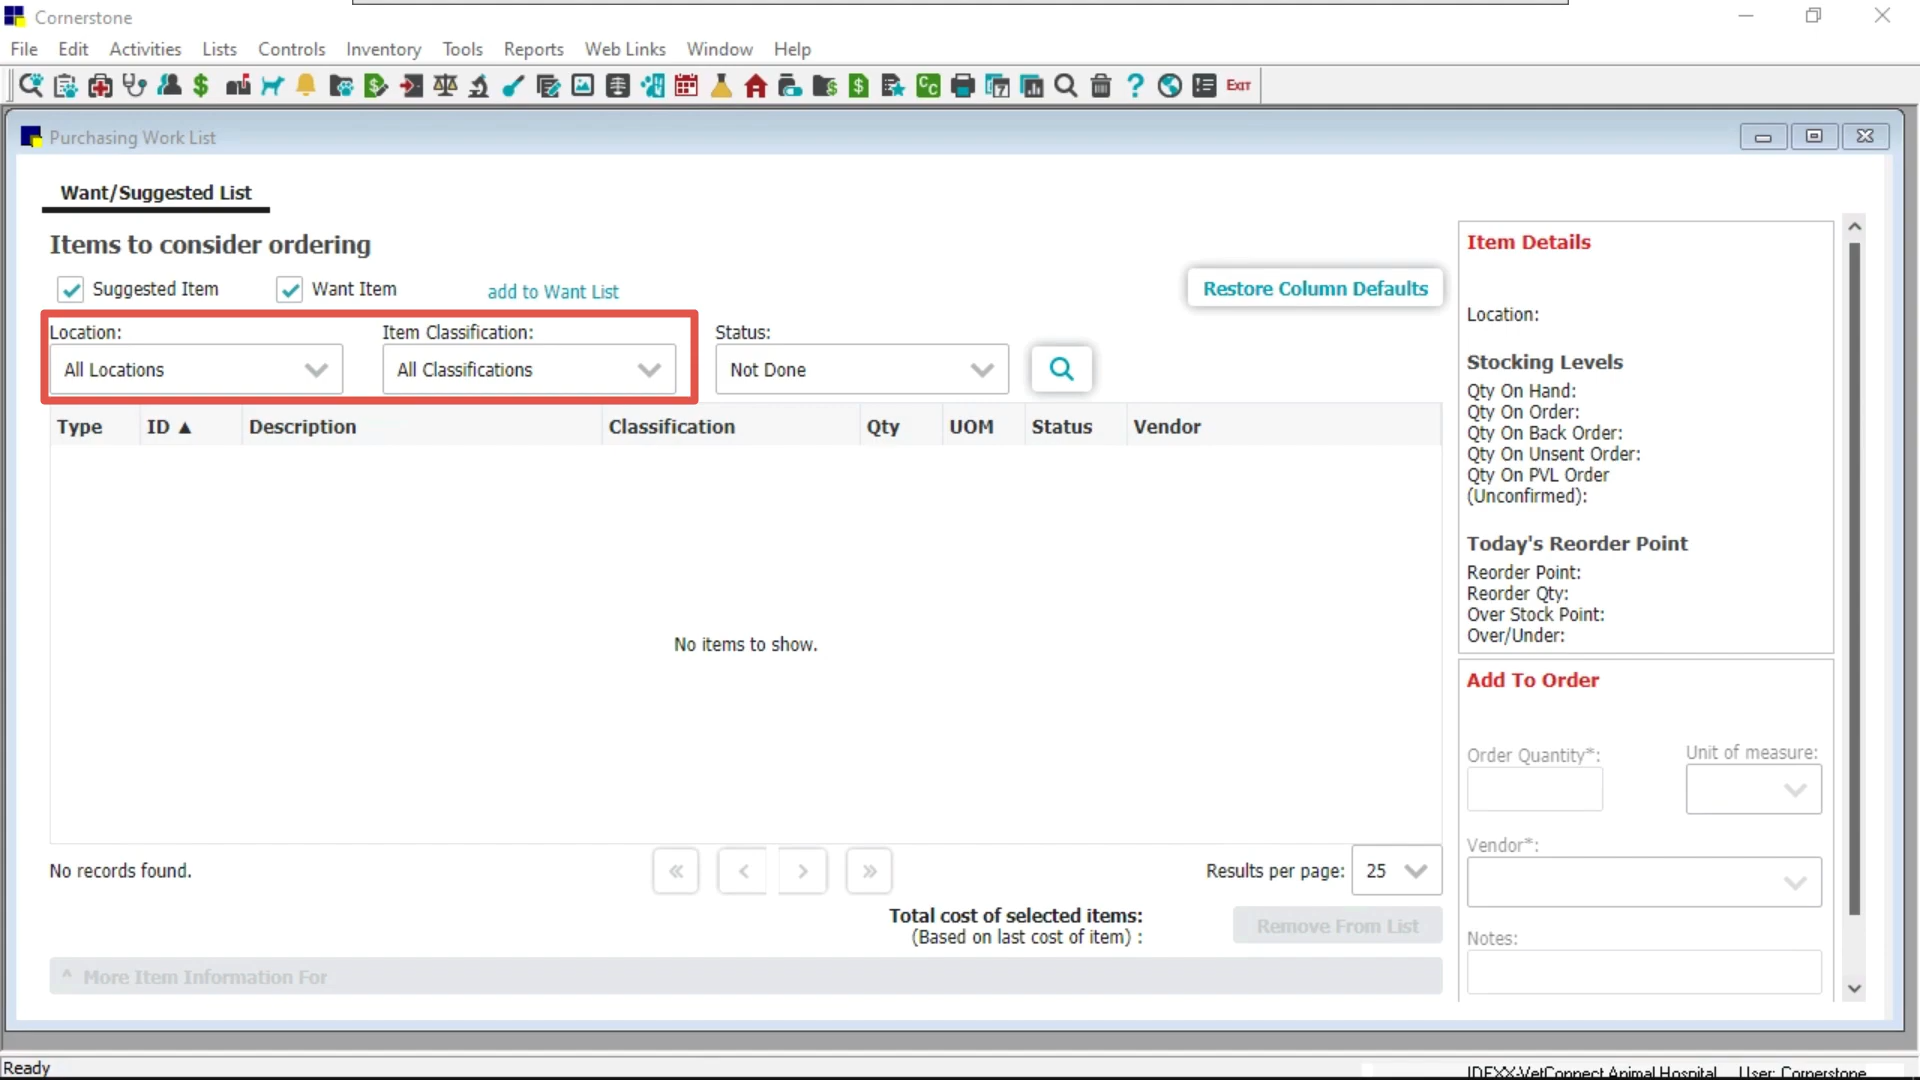 Cornerstone
File Edit Activities Lists Controls Inventory Tools Reports Web Links Window Help
EXIT
Purchasing Work List
Want/Suggested List
Items to consider ordering
Suggested Item Want Item add to Want List
Restore Column Defaults
Location: Item Classification: Status:
All Locations All Classifications Not Done
Type ID ▲ Description Classification Qty UOM Status Vendor
No items to show.
No records found.
« < > »
Results per page: 25
Total cost of selected items:
(Based on last cost of item) :
Remove From List
^ More Item Information For
Item Details
Location:
Stocking Levels
Qty On Hand:
Qty On Order:
Qty On Back Order:
Qty On Unsent Order:
Qty On PVL Order
(Unconfirmed):
Today's Reorder Point
Reorder Point:
Reorder Qty:
Over Stock Point:
Over/Under:
Add To Order
Order Quantity*: Unit of measure:
Vendor*:
Notes:
Ready
IDEXX-VetConnect Animal Hospital User: Cornerstone